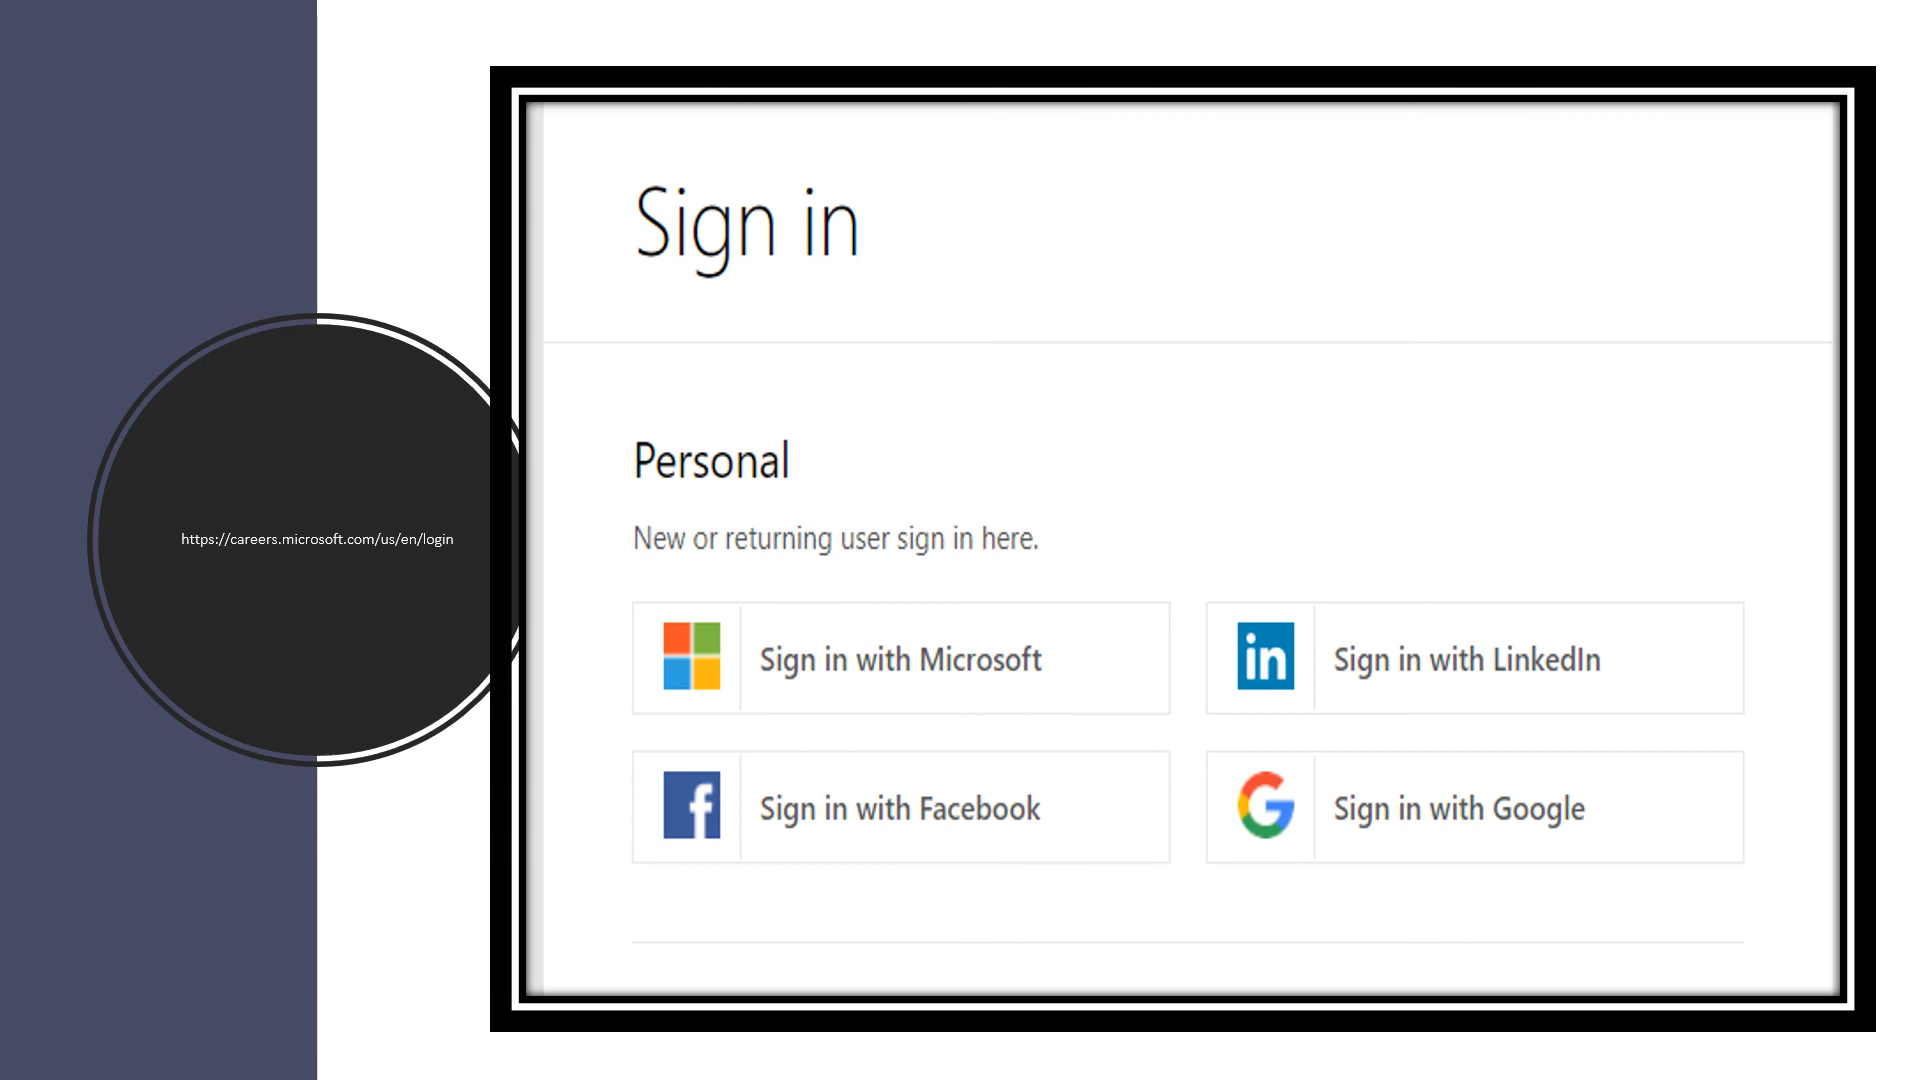 https://careers.microsoft.com/us/en/login
Sign in
Personal
New or returning user sign in here.
Sign in with Microsoft
Sign in with LinkedIn
Sign in with Facebook
Sign in with Google